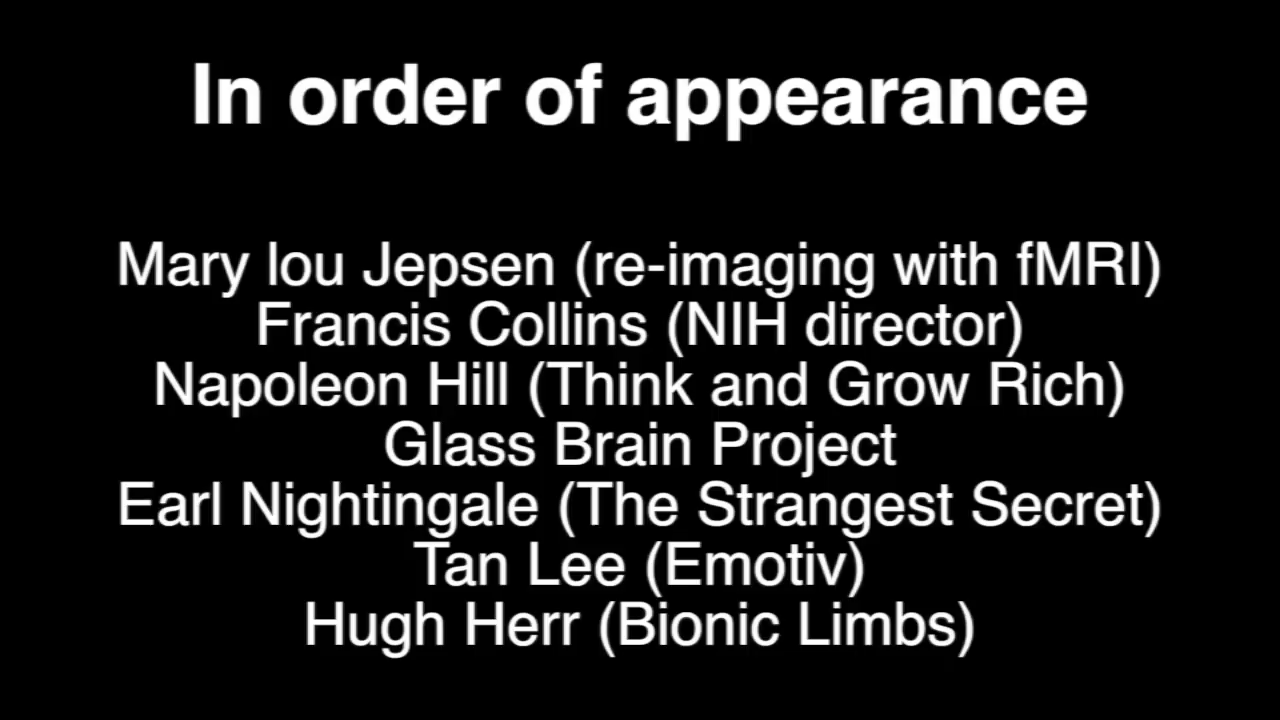 In order of appearance
Mary lou Jepsen (re-imaging with fMRI)
Francis Collins (NIH director)
Napoleon Hill (Think and Grow Rich)
Glass Brain Project
Earl Nightingale (The Strangest Secret)
Tan Lee (Emotiv)
Hugh Herr (Bionic Limbs)